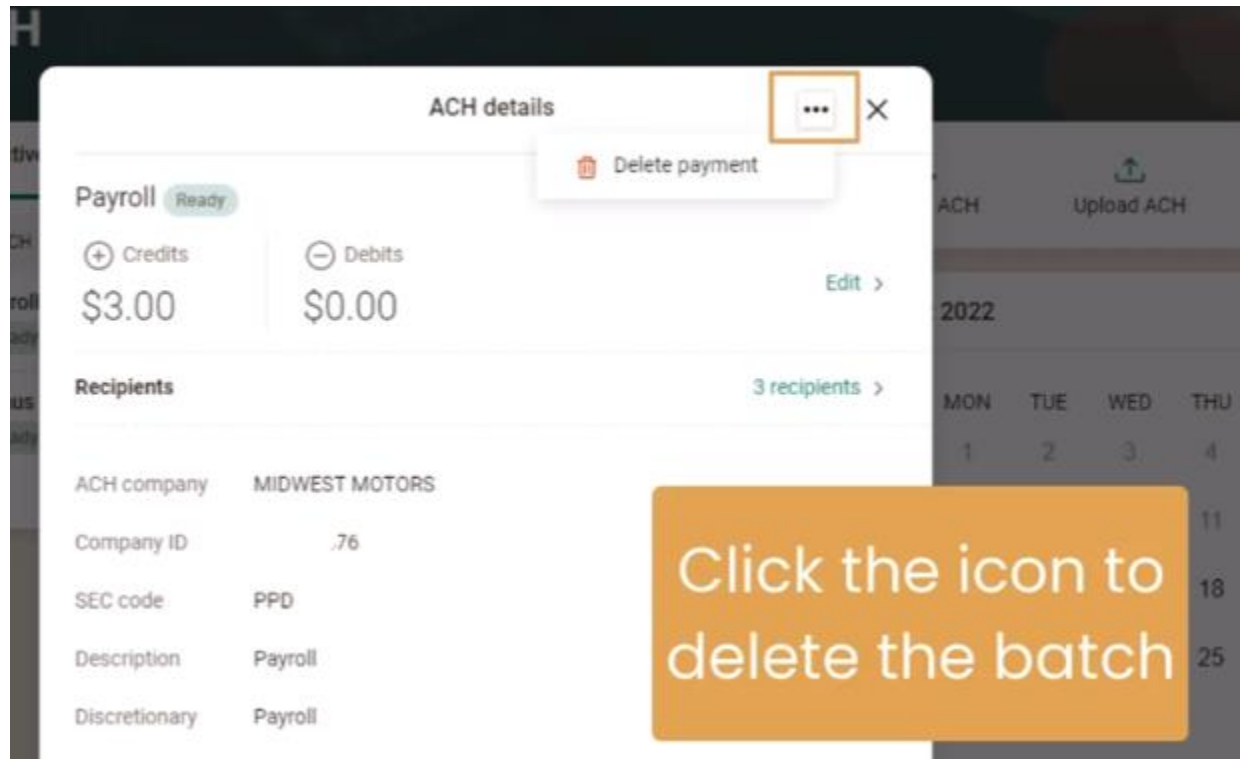 H
ACH details
Delete payment
Payroll Ready
ACH
Upload ACH
Credits
Debits
$3.00
$0.00
Edit >
2022
Recipients
3 recipients >
MON TUE WED THU
1 2 3 4
ACH company MIDWEST MOTORS
11
Company ID .76
Click the icon to
delete the batch
SEC code PPD
18
Description Payroll
25
Discretionary Payroll